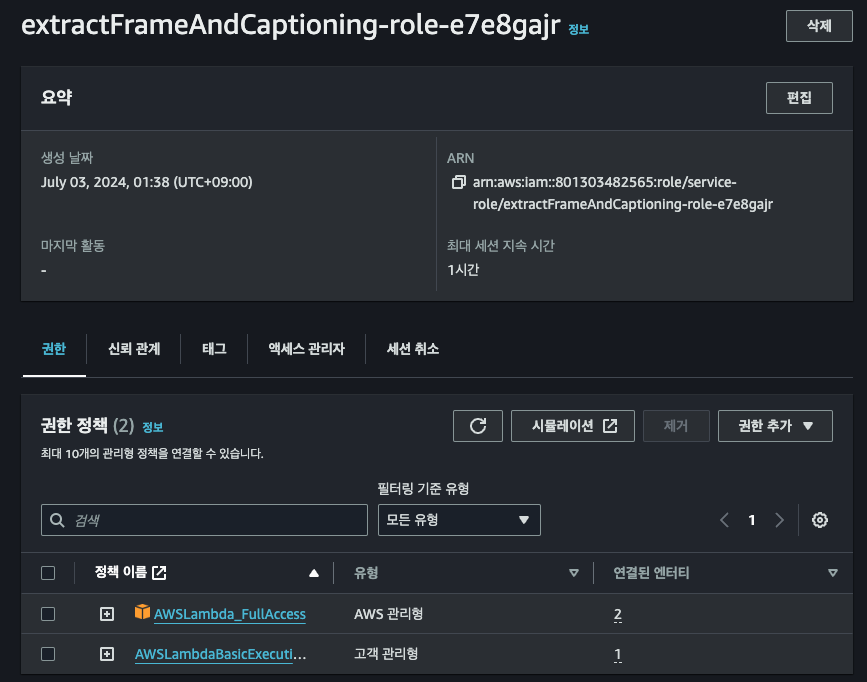 extractFrameAndCaptioning-role-e7e8gajr 정보
삭제
요약
편집
생성 날짜
July 03, 2024, 01:38 (UTC+09:00)
ARN
arn:aws:iam::801303482565:role/service-
role/extractFrameAndCaptioning-role-e7e8gajr
마지막 활동
-
최대 세션 지속 시간
1시간
권한
신뢰 관계
태그
액세스 관리자
세션 취소
권한 정책 (2) 정보
최대 10개의 관리형 정책을 연결할 수 있습니다.
시뮬레이션
제거
권한 추가
필터링 기준 유형
검색
모든 유형
1
정책 이름
유형
연결된 엔터티
AWSLambda_FullAccess
AWS 관리형
2
AWSLambdaBasicExecuti...
고객 관리형
1